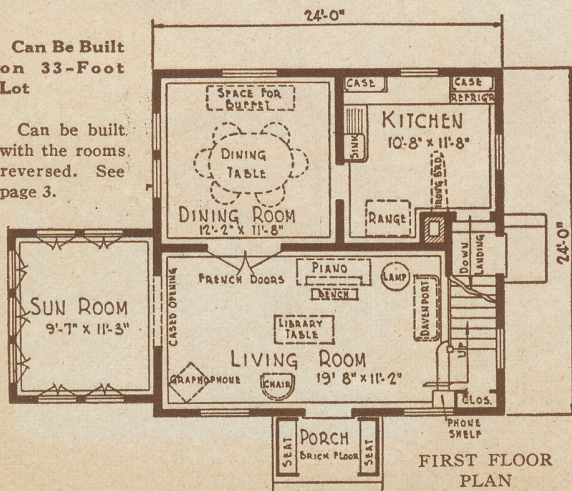 24'-0"
Can Be Built
on 33-Foot
Lot
Can be built
with the rooms
reversed. See
page 3.
SPACE FOR
BUFFET
DINING
TABLE
DINING ROOM
12'-2" X 11'-8"
CASE
CASE
REFRIGR
KITCHEN
10'-8" X 11'-8"
SINK
IRONG BRD.
RANGE
DOWN
LANDING
24'-0"
FRENCH DOORS
SUN ROOM
9'-7" X 11'-3"
CASED OPENING
PIANO
BENCH
LAMP
DAVENPORT
LIBRARY
TABLE
LIVING ROOM
19' 8" X 11'-2"
GRAPHOPHONE
CHAIR
UP
CLOS.
PHONE
SHELF
SEAT
PORCH
BRICK FLOOR
SEAT
FIRST FLOOR
PLAN